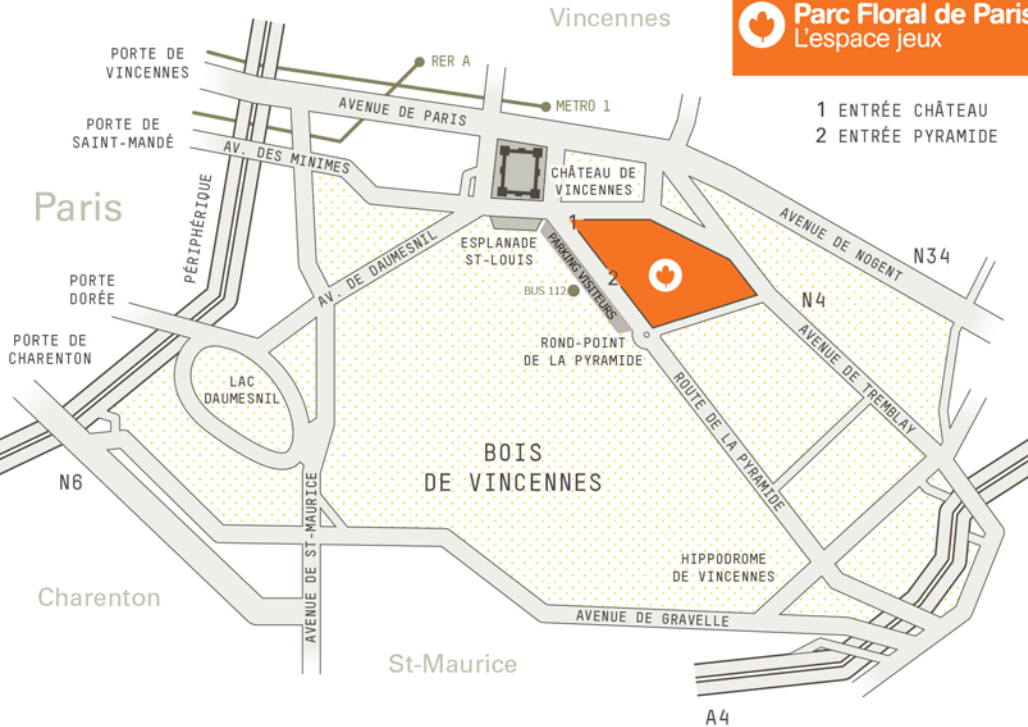 Vincennes
Parc Floral de Paris
L'espace jeux
1 ENTRÉE CHÂTEAU
2 ENTRÉE PYRAMIDE
PORTE DE
VINCENNES
RER A
METRO 1
AVENUE DE PARIS
PORTE DE
SAINT-MANDÉ
AV. DES MINIMES
CHÂTEAU DE
VINCENNES
Paris
PÉRIPHÉRIQUE
1
AVENUE DE NOGENT
N34
ESPLANADE
ST-LOUIS
PARKING VISITEURS
2
AV. DE DAUMESNIL
BUS 112
N4
PORTE
DORÉE
PORTE DE
CHARENTON
ROND-POINT
DE LA PYRAMIDE
AVENUE DE TREMBLAY
LAC
DAUMESNIL
ROUTE DE LA PYRAMIDE
BOIS
DE VINCENNES
N6
AVENUE DE ST-MAURICE
HIPPODROME
DE VINCENNES
Charenton
AVENUE DE GRAVELLE
St-Maurice
A4